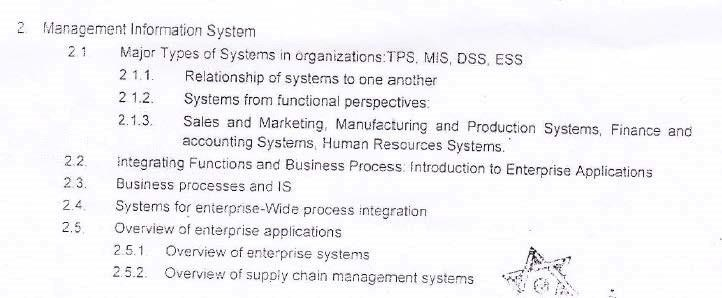 2. Management Information System
2.1 Major Types of Systems in organizations:TPS, MIS, DSS, ESS
2.1.1. Relationship of systems to one another
2.1.2. Systems from functional perspectives:
2.1.3. Sales and Marketing, Manufacturing and Production Systems, Finance and
accounting Systems, Human Resources Systems.
2.2. Integrating Functions and Business Process: Introduction to Enterprise Applications
2.3. Business processes and IS
2.4. Systems for enterprise-Wide process integration
2.5. Overview of enterprise applications
2.5.1. Overview of enterprise systems
2.5.2. Overview of supply chain management systems